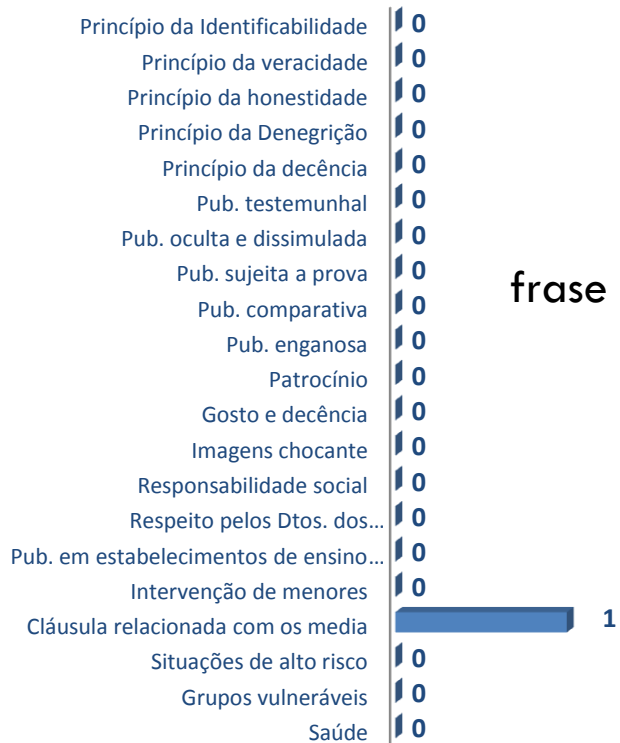 Princípio da Identificabilidade 0
Princípio da veracidade 0
Princípio da honestidade 0
Princípio da Denegrição 0
Princípio da decência 0
Pub. testemunhal 0
Pub. oculta e dissimulada 0
Pub. sujeita a prova 0
frase
Pub. comparativa 0
Pub. enganosa 0
Patrocínio 0
Gosto e decência 0
Imagens chocante 0
Responsabilidade social 0
Respeito pelos Dtos. dos… 0
Pub. em estabelecimentos de ensino… 0
Intervenção de menores 0
Cláusula relacionada com os media 1
Situações de alto risco 0
Grupos vulneráveis 0
Saúde 0